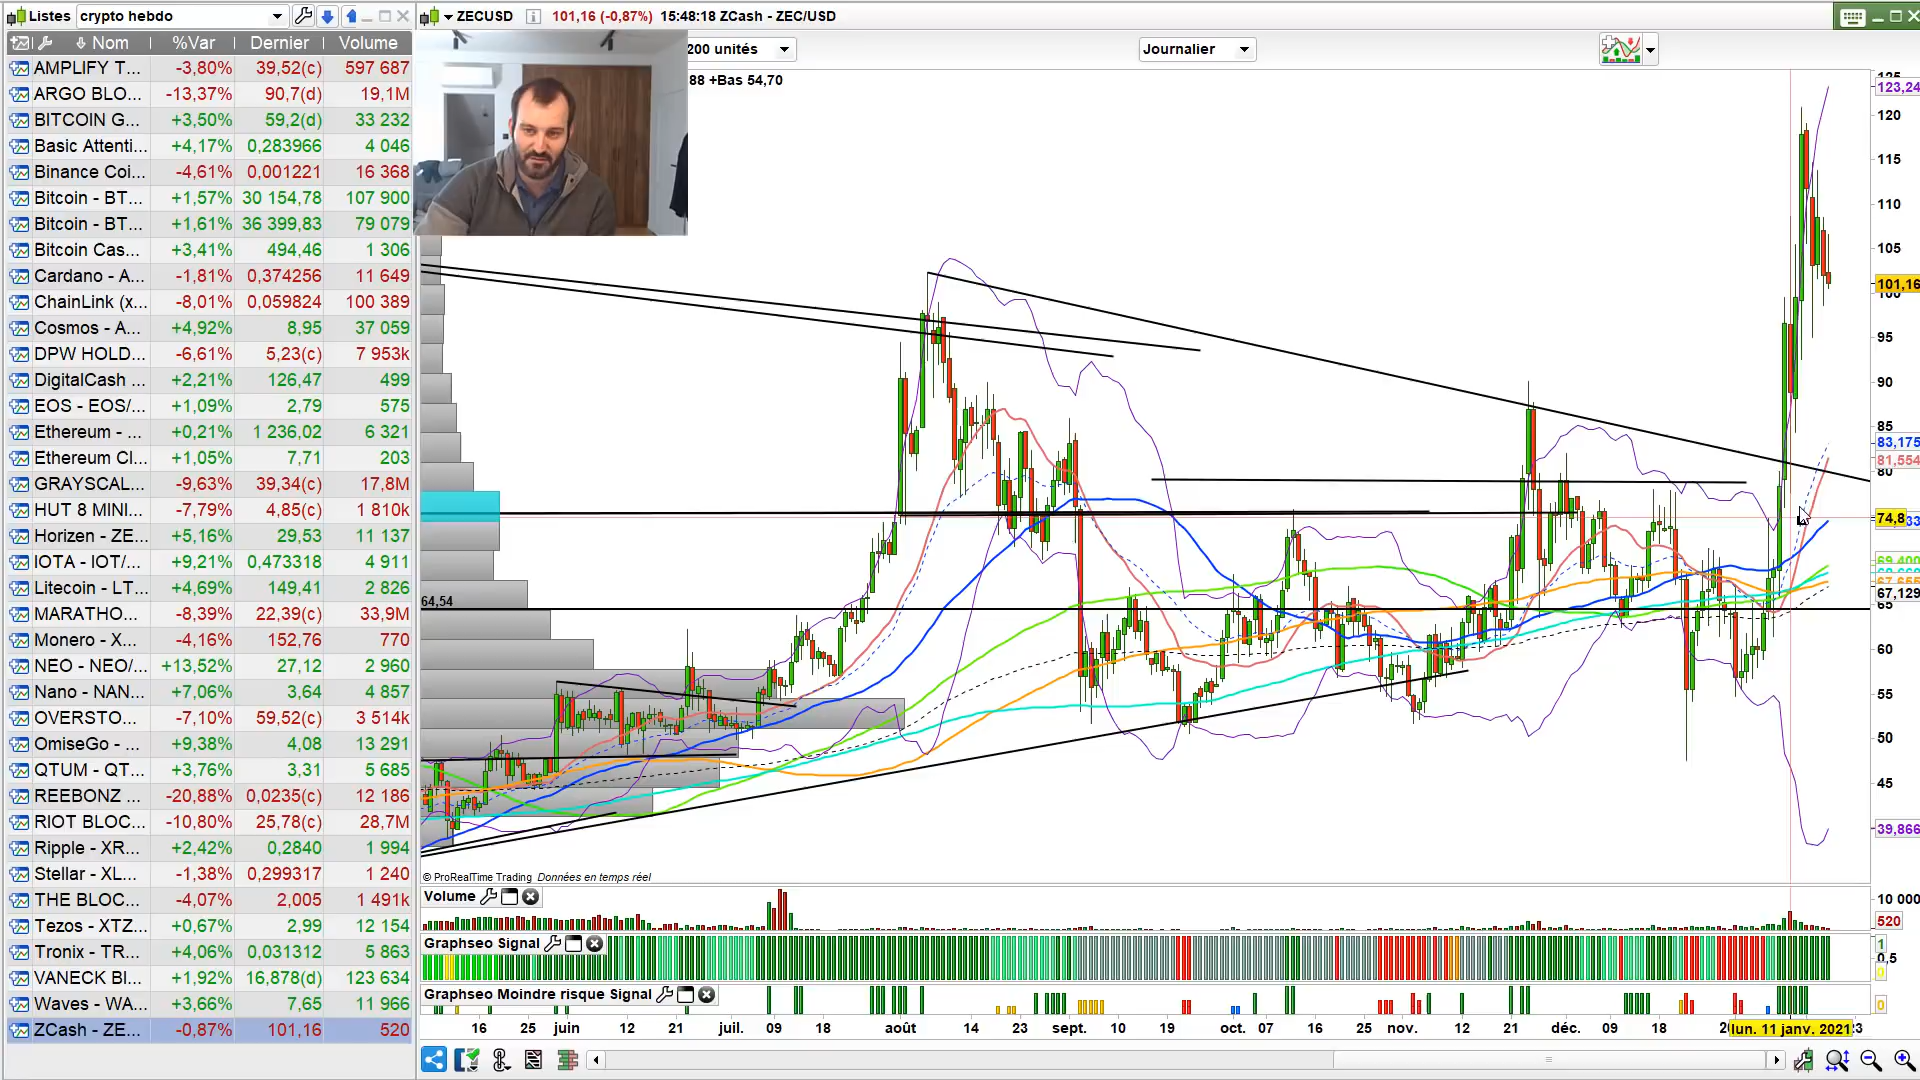 Listes crypto hebdo
Nom %Var Dernier Volume
AMPLIFY T... -3,80% 39,52(c) 597 687
ARGO BLO... -13,37% 90,7(d) 19,1M
BITCOIN G... +3,50% 59,2(d) 33 232
Basic Attenti... +4,17% 0,283966 4 046
Binance Coi... -4,61% 0,001221 16 368
Bitcoin - BT... +1,57% 30 154,78 107 900
Bitcoin - BT... +1,61% 36 399,83 79 079
Bitcoin Cas... +3,41% 494,46 1 306
Cardano - A... -1,81% 0,374256 11 649
ChainLink (x... -8,01% 0,059824 100 389
Cosmos - A... +4,92% 8,95 37 059
DPW HOLD... -6,61% 5,23(c) 7 953k
DigitalCash ... +2,21% 126,47 499
EOS - EOS/... +1,09% 2,79 575
Ethereum - ... +0,21% 1 236,02 6 321
Ethereum Cl... +1,05% 7,71 203
GRAYSCAL... -9,63% 39,34(c) 17,8M
HUT 8 MINI... -7,79% 4,85(c) 1 810k
Horizen - ZE... +5,16% 29,53 11 137
IOTA - IOT/... +9,21% 0,473318 4 911
Litecoin - LT... +4,69% 149,41 2 826
MARATHO... -8,39% 22,39(c) 33,9M
Monero - X... -4,16% 152,76 770
NEO - NEO/... +13,52% 27,12 2 960
Nano - NAN... +7,06% 3,64 4 857
OVERSTO... -7,10% 59,52(c) 3 514k
OmiseGo - ... +9,38% 4,08 13 291
QTUM - QT... +3,76% 3,31 5 685
REEBONZ ... -20,88% 0,0235(c) 12 186
RIOT BLOC... -10,80% 25,78(c) 28,7M
Ripple - XR... +2,42% 0,2840 1 994
Stellar - XL... -1,38% 0,299317 1 240
THE BLOC... -4,07% 2,005 1 491k
Tezos - XTZ... +0,67% 2,99 12 154
Tronix - TR... +4,06% 0,031312 5 863
VANECK BI... +1,92% 16,878(d) 123 634
Waves - WA... +3,66% 7,65 11 966
ZCash - ZE... -0,87% 101,16 520
ZECUSD 101,16 (-0,87%) 15:48:18 ZCash - ZEC/USD
200 unités Journalier
88 +Bas 54,70
125
123,24
120
115
110
105
101,16
100
95
90
85
83,175
81,554
80
74,8
69,400
67,129
65
64,54
60
55
50
45
39,866
© ProRealTime Trading Données en temps réel
Volume
10 000
520
Graphseo Signal
1
0,5
0
Graphseo Moindre risque Signal
0
16 25 juin 12 21 juil. 09 18 août 14 23 sept. 10 19 oct. 07 16 25 nov. 12 21 déc. 09 18 lun. 11 janv. 2021